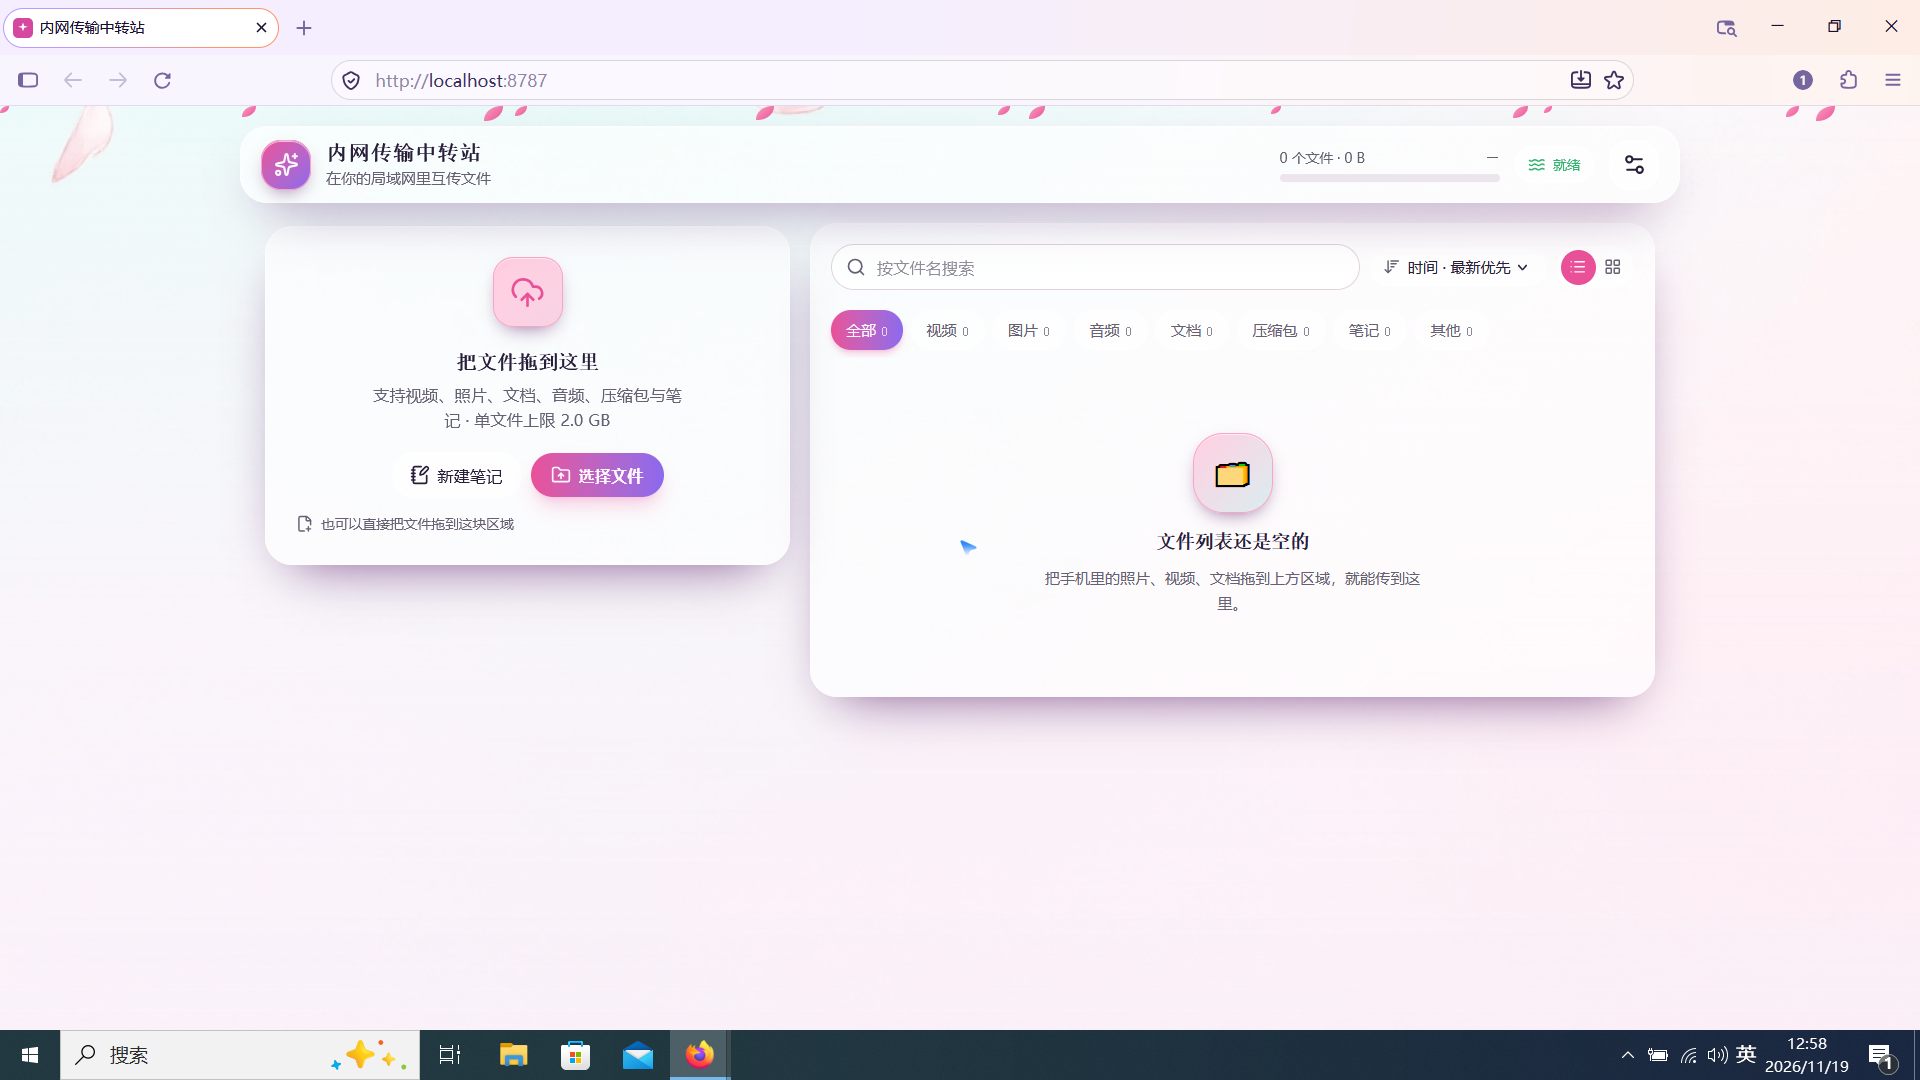 内网传输中转站
http://localhost:8787
1
内网传输中转站
在你的局域网里互传文件
0 个文件 · 0 B
—
就绪
把文件拖到这里
支持视频、照片、文档、音频、压缩包与笔
记 · 单文件上限 2.0 GB
新建笔记
选择文件
也可以直接把文件拖到这块区域
按文件名搜索
时间 · 最新优先
全部 0
视频 0
图片 0
音频 0
文档 0
压缩包 0
笔记 0
其他 0
文件列表还是空的
把手机里的照片、视频、文档拖到上方区域，就能传到这
里。
搜索
英
12:58
2026/11/19
1